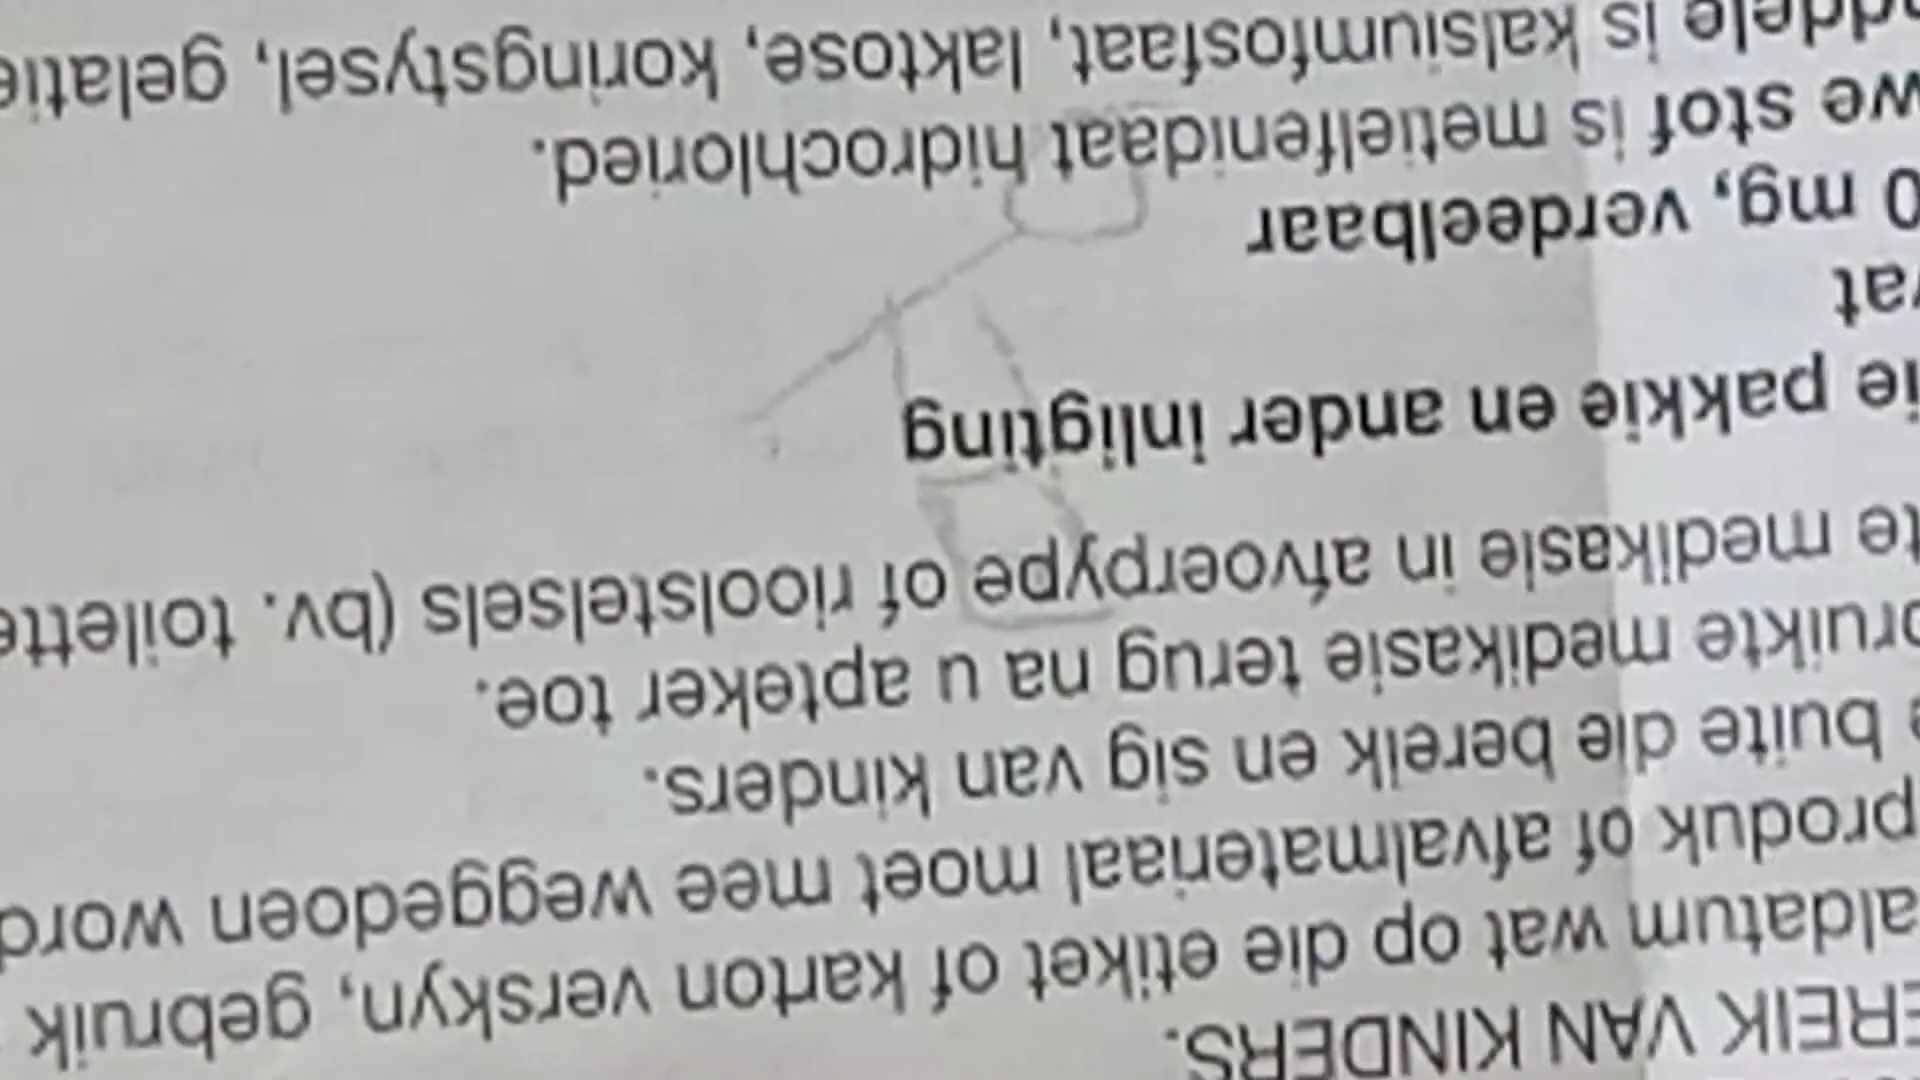 EREIK VAN KINDERS.
aldatum wat op die etiket of karton verskyn, gebruik
produk of afvalmateriaal moet mee weggedoen word
buite die bereik en sig van kinders.
bruikte medikasie terug na u apteker toe.
te medikasie in afvoerpype of rioolstelsels (bv. toilette
ie pakkie en ander inligting
vat
0 mg, verdeelbaar
we stof is metielfenidaat hidrochloried.
ddele is kalsiumfosfaat, laktose, koringstysel, gelatie